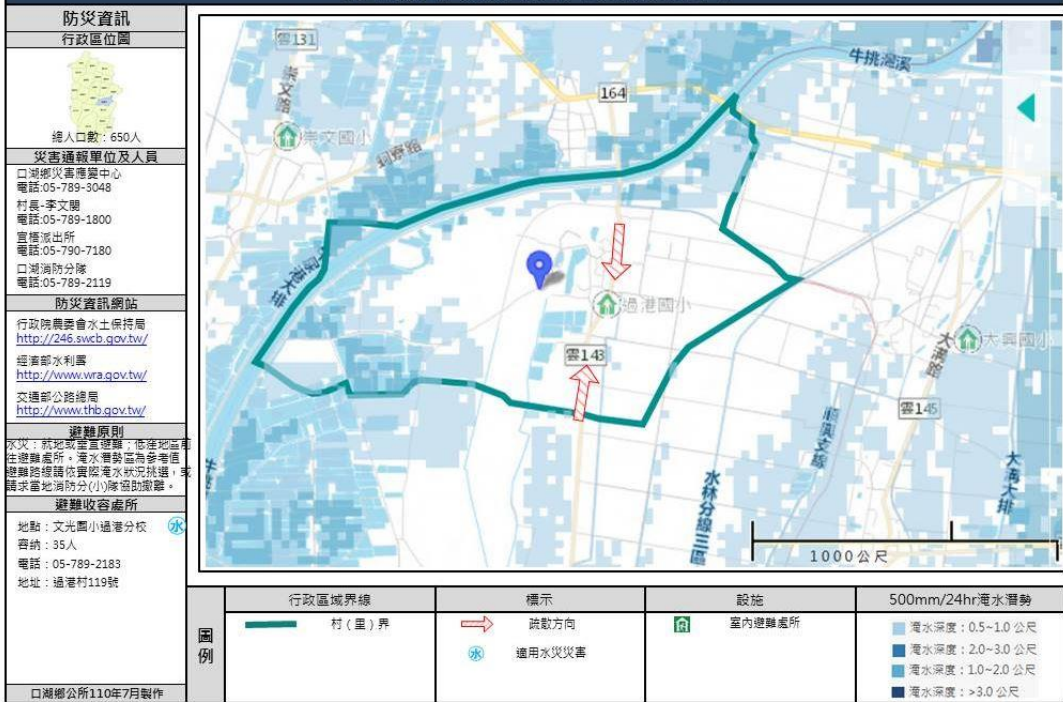 防災資訊
行政區位圖
總人口數：650人
災害通報單位及人員
口湖鄉災害應變中心
電話:05-789-3048
電話:05-789-1800
宜梧派出所
電話:05-790-7180
口湖消防分隊
電話:05-789-2119
防災資訊網站
行政院農委會水土保持局
http://246.swcb.gov.tw/
經濟部水利署
http://www.wra.gov.tw/
交通部公路總局
http://www.thb.gov.tw/
避難原則
水災：就地或垂直避難；低窪地區前
往避難處所。淹水潛勢區為參考值，
避難路線請依實際淹水狀況挑選，或
請求當地消防分(小)隊協助撤離。
避難收容處所
地點：文光國小過港分校
水
容納：35人
電話：05-789-2183
地址：過港村119號
口湖鄉公所110年7月製作
雲131
崇文路
崇文國小
164
牛挑灣溪
過港國小
雲143
大興國小
大溝路
雲145
大溝大排
水林分線三區
1000公尺
圖例
行政區域界線
村（里）界
標示
疏散方向
水
適用水災災害
設施
室內避難處所
500mm/24hr淹水潛勢
淹水深度：0.5~1.0 公尺
淹水深度：2.0~3.0 公尺
淹水深度：1.0~2.0 公尺
淹水深度：>3.0 公尺